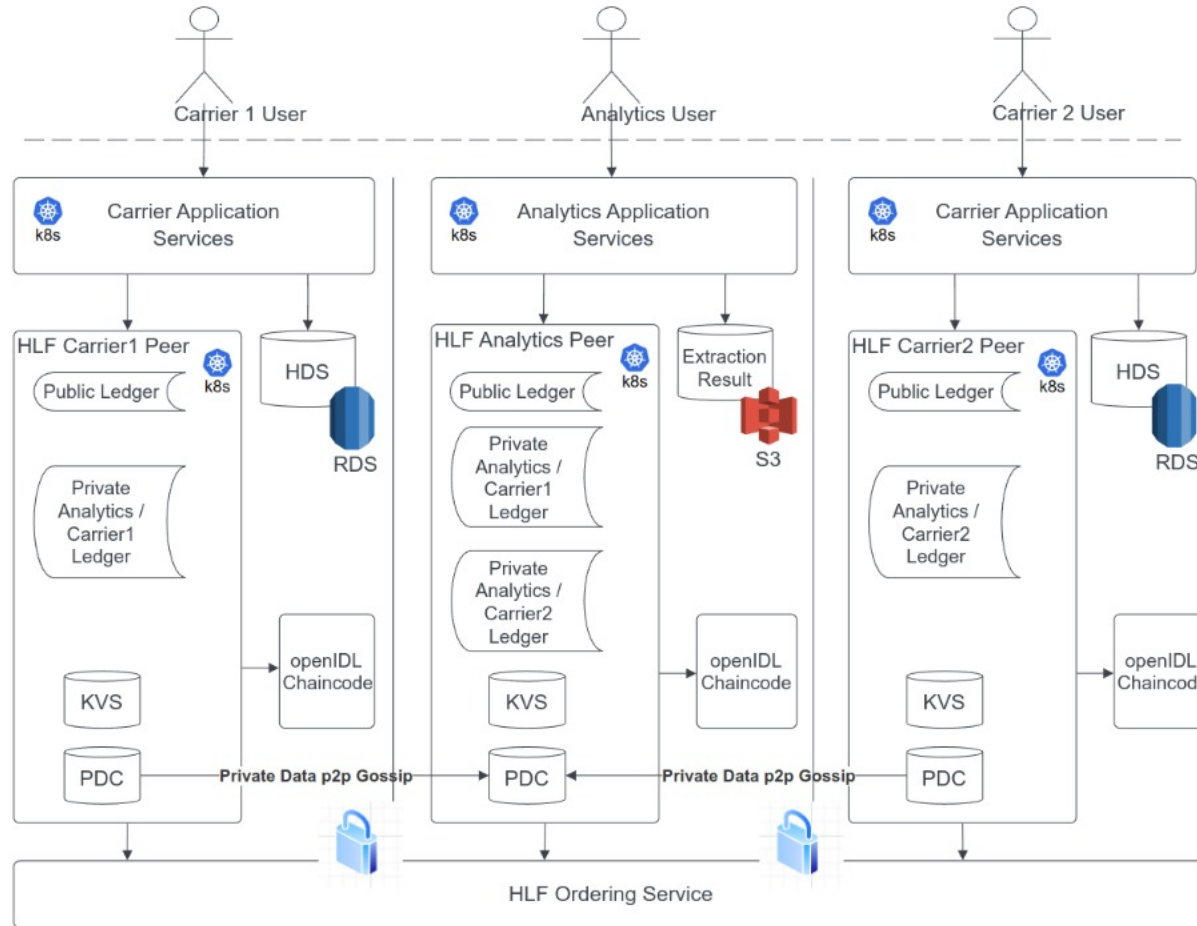 Carrier 1 User
Analytics User
Carrier 2 User
k8s
Carrier Application
Services
k8s
Analytics Application
Services
k8s
Carrier Application
Services
HLF Carrier1 Peer
k8s
Public Ledger
Private
Analytics /
Carrier1
Ledger
KVS
PDC
HDS
RDS
openIDL
Chaincode
HLF Analytics Peer
k8s
Public Ledger
Private
Analytics /
Carrier1
Ledger
Private
Analytics /
Carrier2
Ledger
KVS
PDC
Extraction
Result
S3
openIDL
Chaincode
HLF Carrier2 Peer
k8s
Public Ledger
Private
Analytics /
Carrier2
Ledger
KVS
PDC
HDS
RDS
openIDL
Chaincode
Private Data p2p Gossip
Private Data p2p Gossip
HLF Ordering Service